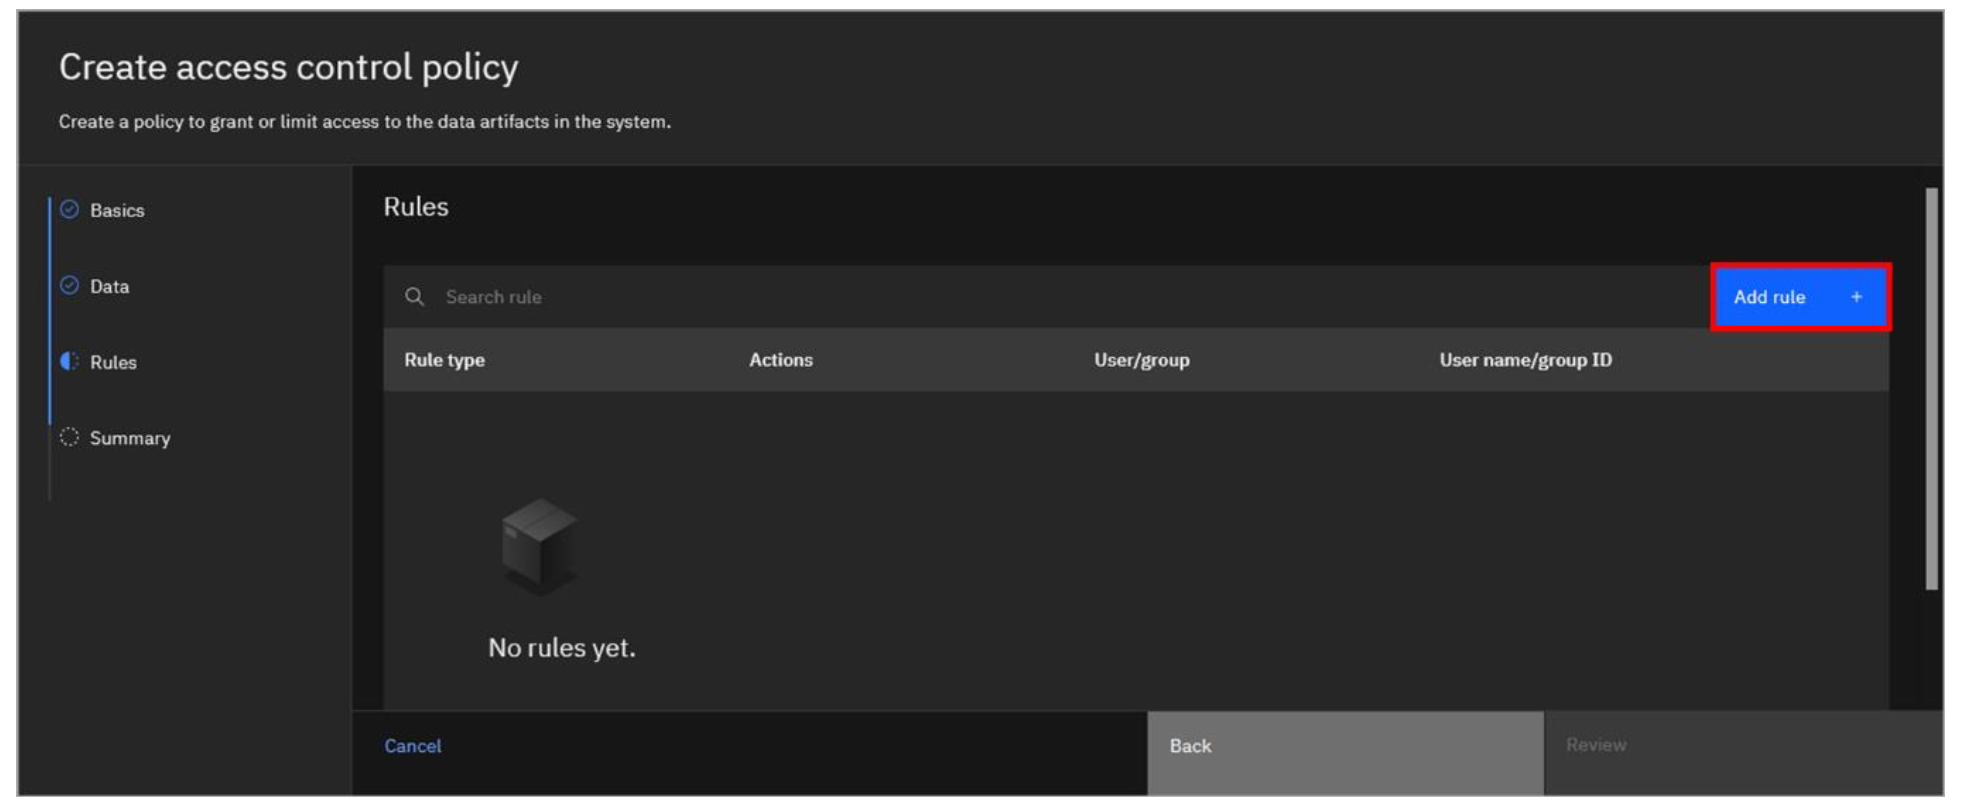 Create access control policy
Create a policy to grant or limit access to the data artifacts in the system.
Basics
Data
Rules
Summary
Rules
Search rule
Add rule +
Rule type Actions User/group User name/group ID
No rules yet.
Cancel Back Review